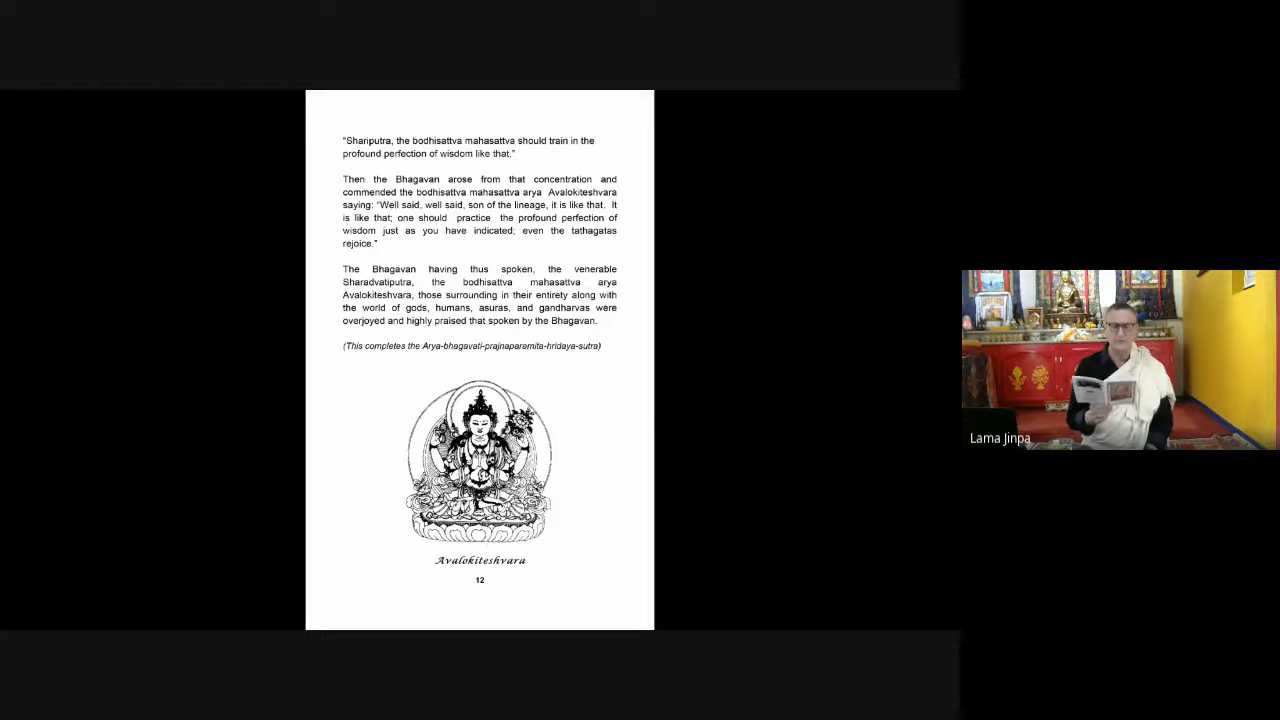 “Shariputra, the bodhisattva mahasattva should train in the
profound perfection of wisdom like that.”
Then the Bhagavan arose from that concentration and
commended the bodhisattva mahasattva arya Avalokiteshvara
saying: “Well said, well said, son of the lineage, it is like that. It
is like that; one should practice the profound perfection of
wisdom just as you have indicated; even the tathagatas
rejoice.”
The Bhagavan having thus spoken, the venerable
Sharadvatiputra, the bodhisattva mahasattva arya
Avalokiteshvara, those surrounding in their entirety along with
the world of gods, humans, asuras, and gandharvas were
overjoyed and highly praised that spoken by the Bhagavan.
(This completes the Arya-bhagavati-prajnaparamita-hridaya-sutra)
Avalokiteshvara
12
Lama Jinpa